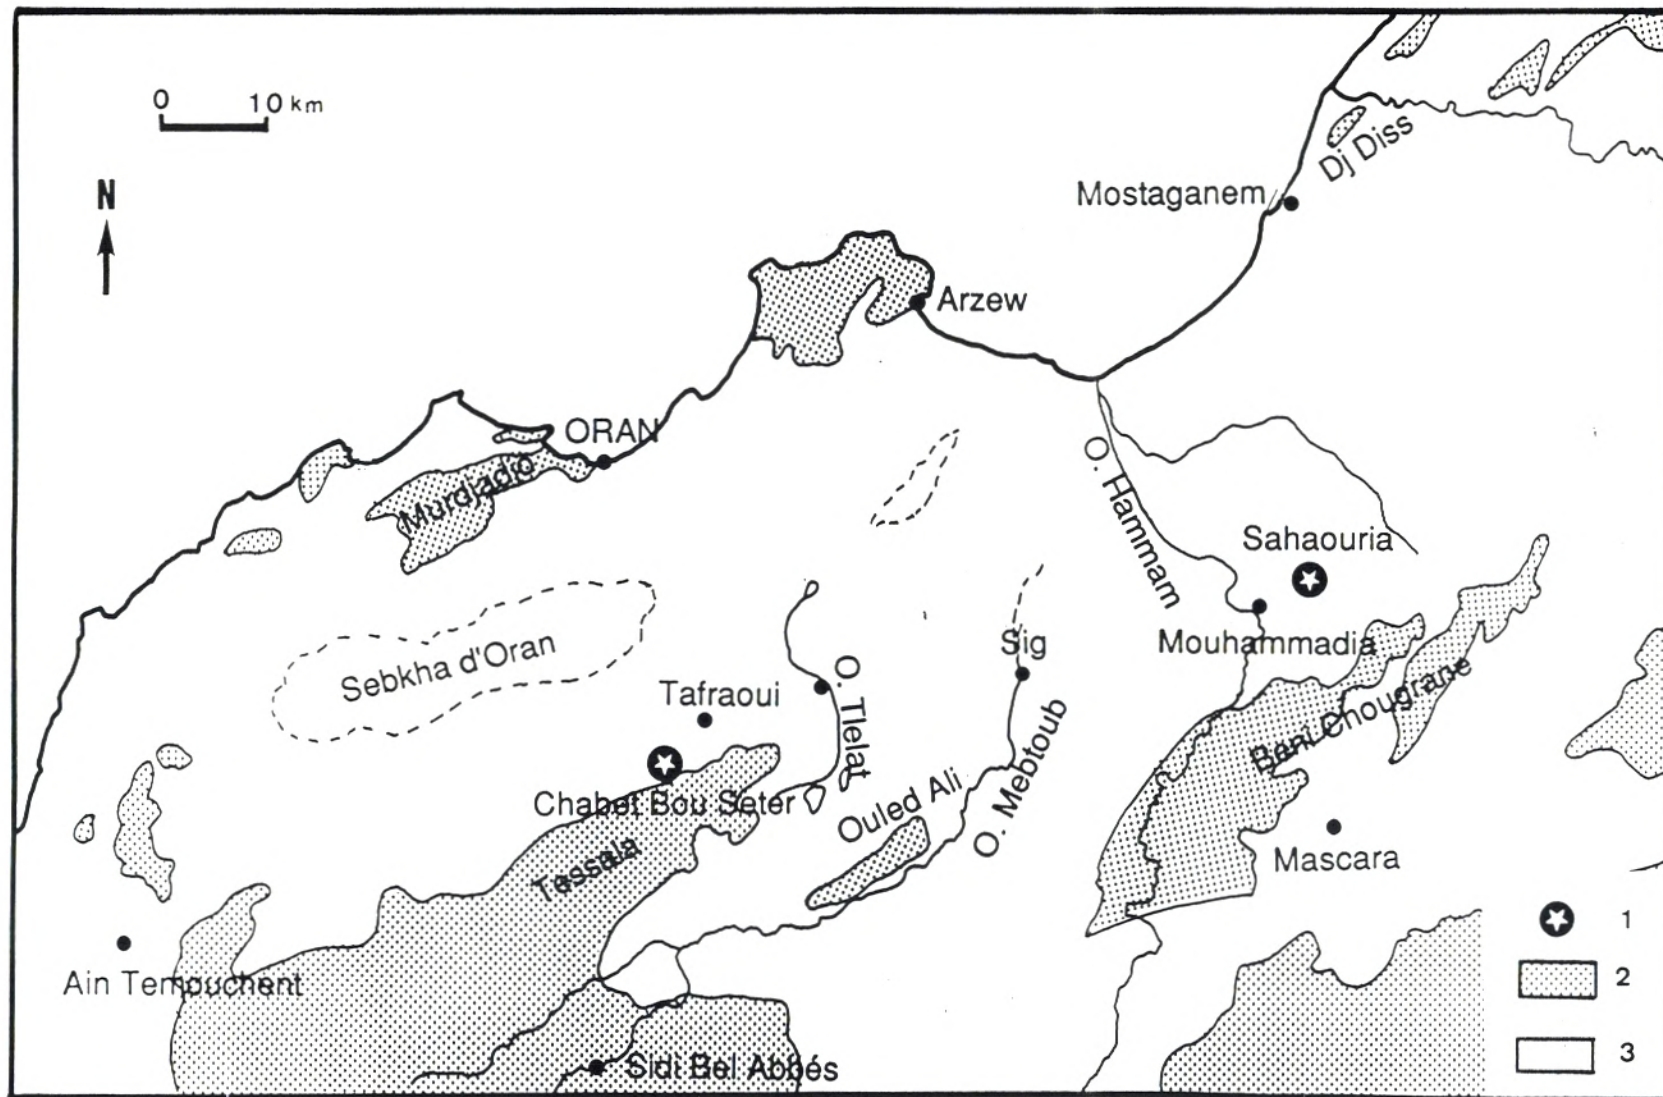 0 10 km
N
Dj Diss
Mostaganem
Arzew
ORAN
Murdjadjo
O. Hammam
Sahaouria
Sebkha d'Oran
Sig
Mouhammadia
Tafraoui
O. Tlelat
Beni Chougrane
O. Mebtoub
Chabet Bou Seter
Ouled Ali
Tessala
Mascara
1
Ain Temouchent
2
3
Sidi Bel Abbés